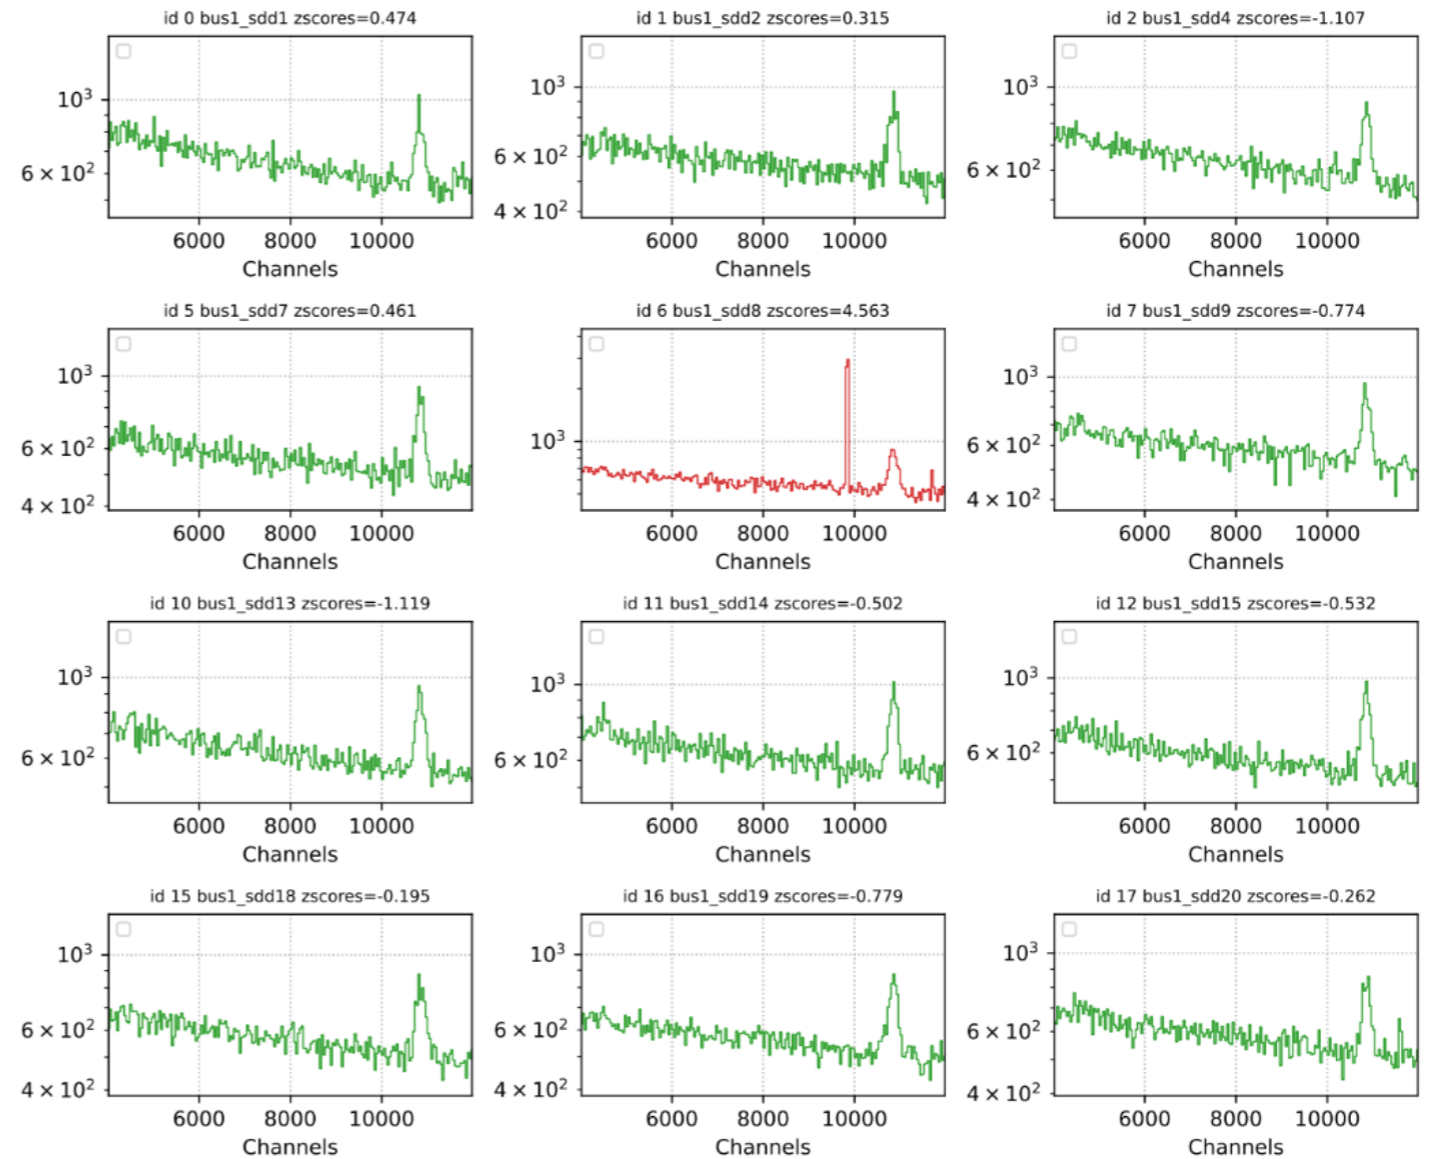 id 0 bus1_sdd1 zscores=0.474
id 1 bus1_sdd2 zscores=0.315
id 2 bus1_sdd4 zscores=-1.107
10³
6 × 10²
10³
6 × 10²
4 × 10²
10³
6 × 10²
6000 8000 10000
6000 8000 10000
6000 8000 10000
Channels
Channels
Channels
id 5 bus1_sdd7 zscores=0.461
id 6 bus1_sdd8 zscores=4.563
id 7 bus1_sdd9 zscores=-0.774
10³
6 × 10²
4 × 10²
10³
10³
6 × 10²
4 × 10²
6000 8000 10000
6000 8000 10000
6000 8000 10000
Channels
Channels
Channels
id 10 bus1_sdd13 zscores=-1.119
id 11 bus1_sdd14 zscores=-0.502
id 12 bus1_sdd15 zscores=-0.532
10³
6 × 10²
10³
6 × 10²
10³
6 × 10²
6000 8000 10000
6000 8000 10000
6000 8000 10000
Channels
Channels
Channels
id 15 bus1_sdd18 zscores=-0.195
id 16 bus1_sdd19 zscores=-0.779
id 17 bus1_sdd20 zscores=-0.262
10³
6 × 10²
4 × 10²
10³
6 × 10²
4 × 10²
10³
6 × 10²
4 × 10²
6000 8000 10000
6000 8000 10000
6000 8000 10000
Channels
Channels
Channels